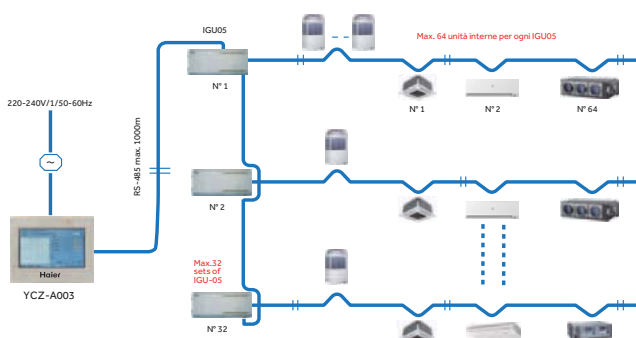 IGU05
Max. 64 unità interne per ogni IGU05
N° 1
N° 1
N° 2
N° 64
220-240V/1/50-60Hz
RS-485 max. 1000m
N° 2
Haier
YCZ-A003
Max.32
sets of
IGU-05
N° 32